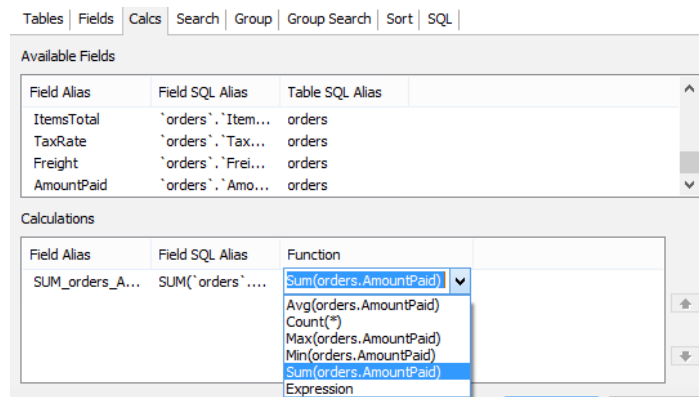 Tables Fields Calcs Search Group Group Search Sort SQL
Available Fields
Field Alias Field SQL Alias Table SQL Alias
ItemsTotal `orders`.`Item... orders
TaxRate `orders`.`Tax... orders
Freight `orders`.`Frei... orders
AmountPaid `orders`.`Amo... orders
Calculations
Field Alias Field SQL Alias Function
SUM_orders_A... SUM(`orders`.... Sum(orders.AmountPaid)
Avg(orders.AmountPaid)
Count(*)
Max(orders.AmountPaid)
Min(orders.AmountPaid)
Sum(orders.AmountPaid)
Expression